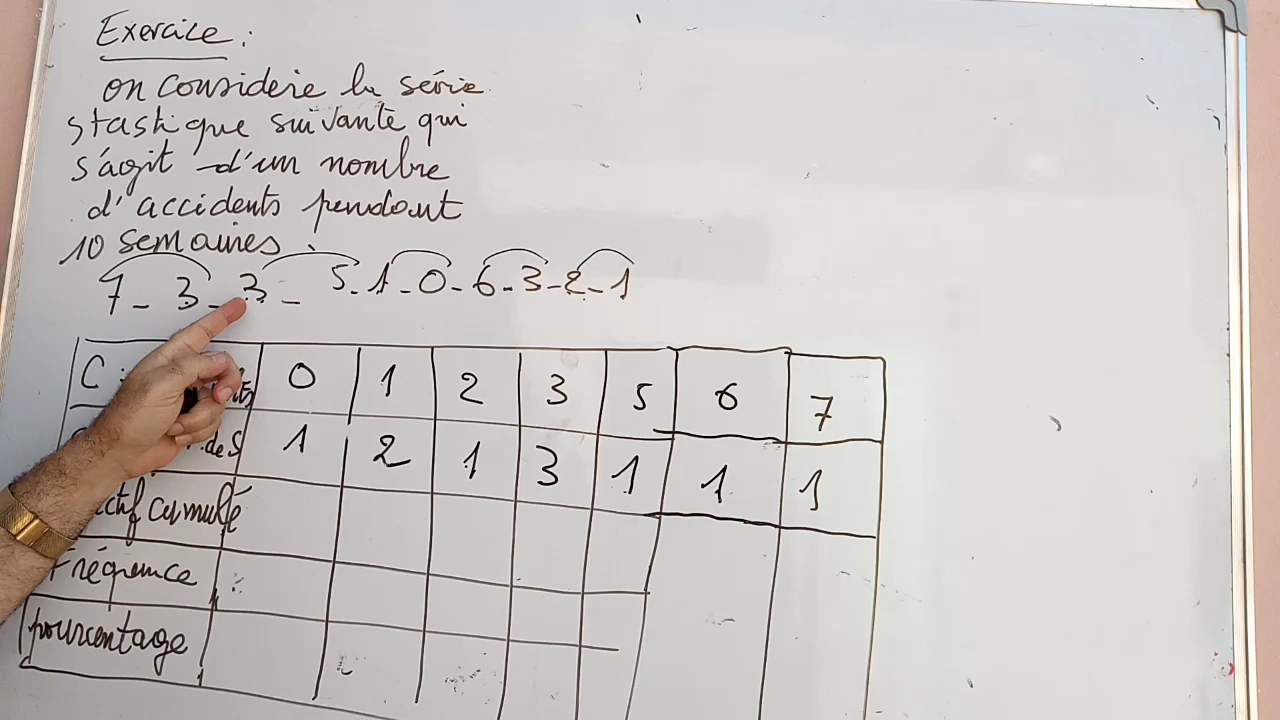 Exercice :
on considère la série
stastique suivante qui
s'agit d'un nombre
d'accidents pendant
10 semaines :
7 - 3 - 3 - 5 - 1 - 0 - 6 - 3 - 2 - 1
C 0 1 2 3 5 6 7
de S 1 2 1 3 1 1 1
cumulé
Fréquence
pourcentage